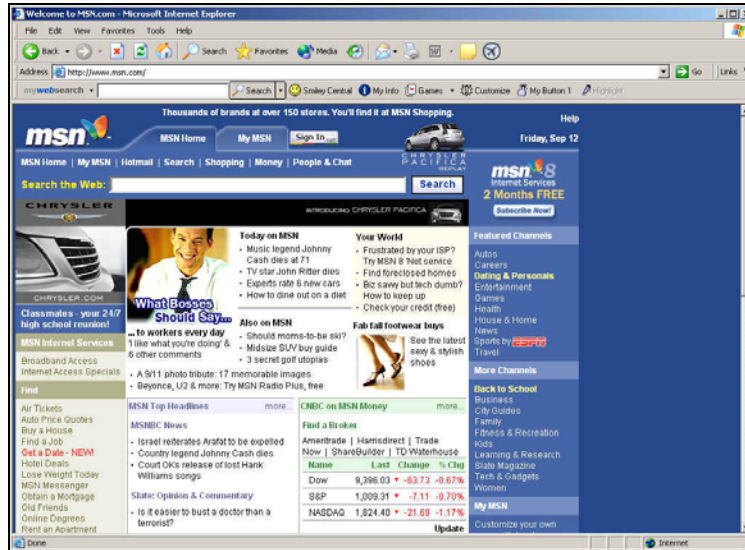 Welcome to MSN.com - Microsoft Internet Explorer
File Edit View Favorites Tools Help
Back Search Favorites Media
Address http://www.msn.com/ Go Links
mywebsearch Search Smiley Central My Info Games Customize My Button 1 Highlight
Thousands of brands at over 150 stores. You'll find it at MSN Shopping.
Help
msn MSN Home My MSN Sign In
Friday, Sep 12
MSN Home | My MSN | Hotmail | Search | Shopping | Money | People & Chat
CHRYSLER
PACIFICA
REPLAY
Search the Web: Search
msn 8
Internet Services
2 Months FREE
Subscribe Now!
CHRYSLER
INTRODUCING CHRYSLER PACIFICA
CHRYSLER.COM
Classmates - your 24/7
high school reunion!
MSN Internet Services
Broadband Access
Internet Access Specials
Find
Air Tickets
Auto Price Quotes
Buy a House
Find a Job
Get a Date - NEW!
Hotel Deals
Lose Weight Today
MSN Messenger
Obtain a Mortgage
Old Friends
Online Degrees
Rent an Apartment
What Bosses
Should Say...
... to workers every day
'I like what you're doing' &
6 other comments
Today on MSN
Music legend Johnny
Cash dies at 71
TV star John Ritter dies
Experts rate 6 new cars
How to dine out on a diet
Also on MSN
Should moms-to-be ski?
Midsize SUV buy guide
3 secret golf utopias
A 9/11 photo tribute: 17 memorable images
Beyonce, U2 & more: Try MSN Radio Plus, free
Your World
Frustrated by your ISP?
Try MSN 8 'Net service
Find foreclosed homes
Biz savvy but tech dumb?
How to keep up
Check your credit (free)
Fab fall footwear buys
See the latest
sexy & stylish
shoes
MSN Top Headlines more...
MSNBC News
Israel reiterates Arafat to be expelled
Country legend Johnny Cash dies
Court OKs release of lost Hank
Williams songs
Slate: Opinion & Commentary
Is it easier to bust a doctor than a
terrorist?
CNBC on MSN Money more...
Find a Broker
Ameritrade | Harrisdirect | Trade
Now | ShareBuilder | TD Waterhouse
Name Last Change % Chg
Dow 9,396.03 -63.73 -0.67%
S&P 1,009.31 -7.11 -0.70%
NASDAQ 1,824.40 -21.69 -1.17%
Update
Featured Channels
Autos
Careers
Dating & Personals
Entertainment
Games
Health
House & Home
News
Sports by ESPN
Travel
More Channels
Back to School
Business
City Guides
Family
Fitness & Recreation
Kids
Learning & Research
Slate Magazine
Tech & Gadgets
Women
My MSN
Customize your own
Done Internet